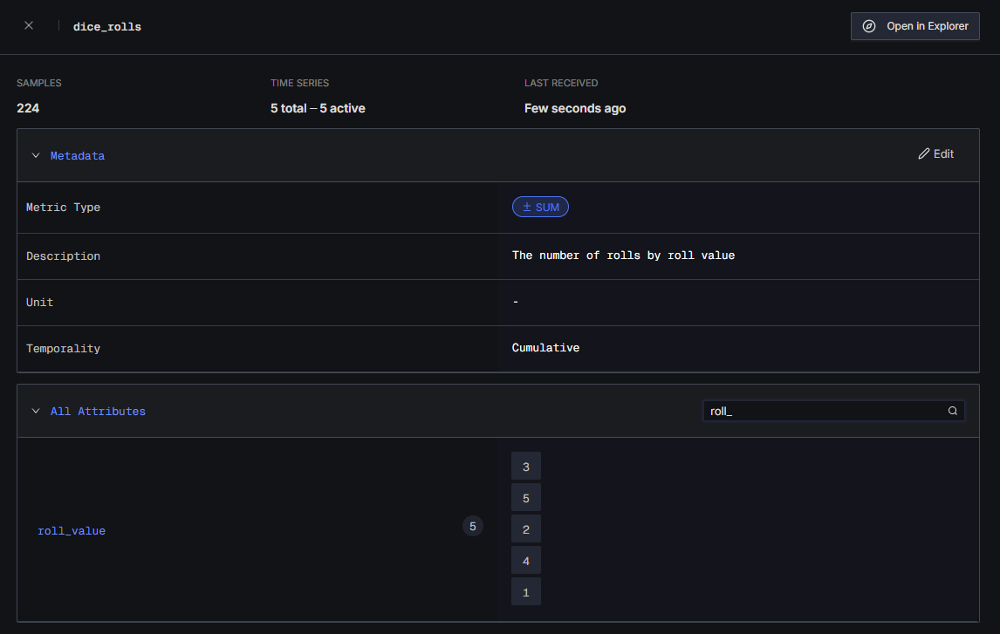 dice_rolls
Open in Explorer
SAMPLES
TIME SERIES
LAST RECEIVED
224
5 total – 5 active
Few seconds ago
Metadata
Edit
Metric Type
± SUM
Description
The number of rolls by roll value
Unit
-
Temporality
Cumulative
All Attributes
roll_
roll_value
5
3
5
2
4
1